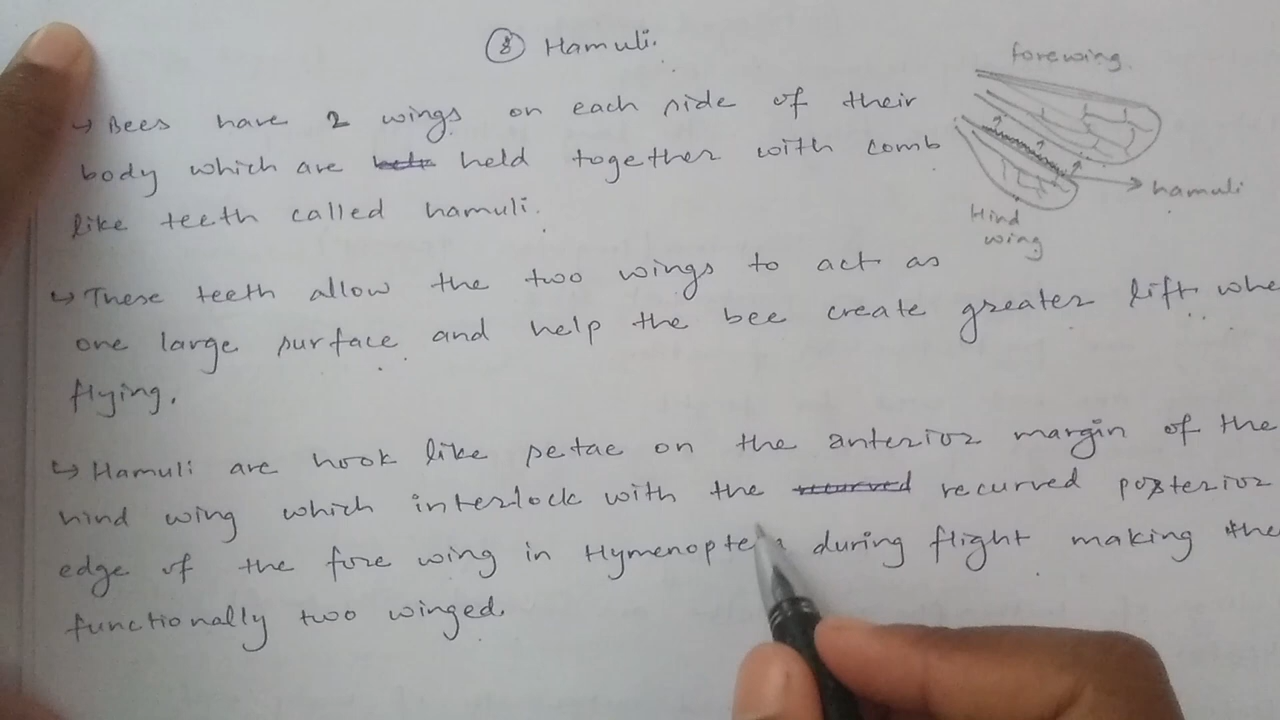 ⑧ Hamuli.
→ Bees have 2 wings on each side of their
body which are held together with comb
like teeth called hamuli.
forewing
hamuli
Hind
wing
↳ These teeth allow the two wings to act as
one large surface and help the bee create greater lift whe
flying.
↳ Hamuli are hook like setae on the anterior margin of the
hind wing which interlock with the recurved recurved posterior
edge of the fore wing in Hymenopte during flight making the
functionally two winged.